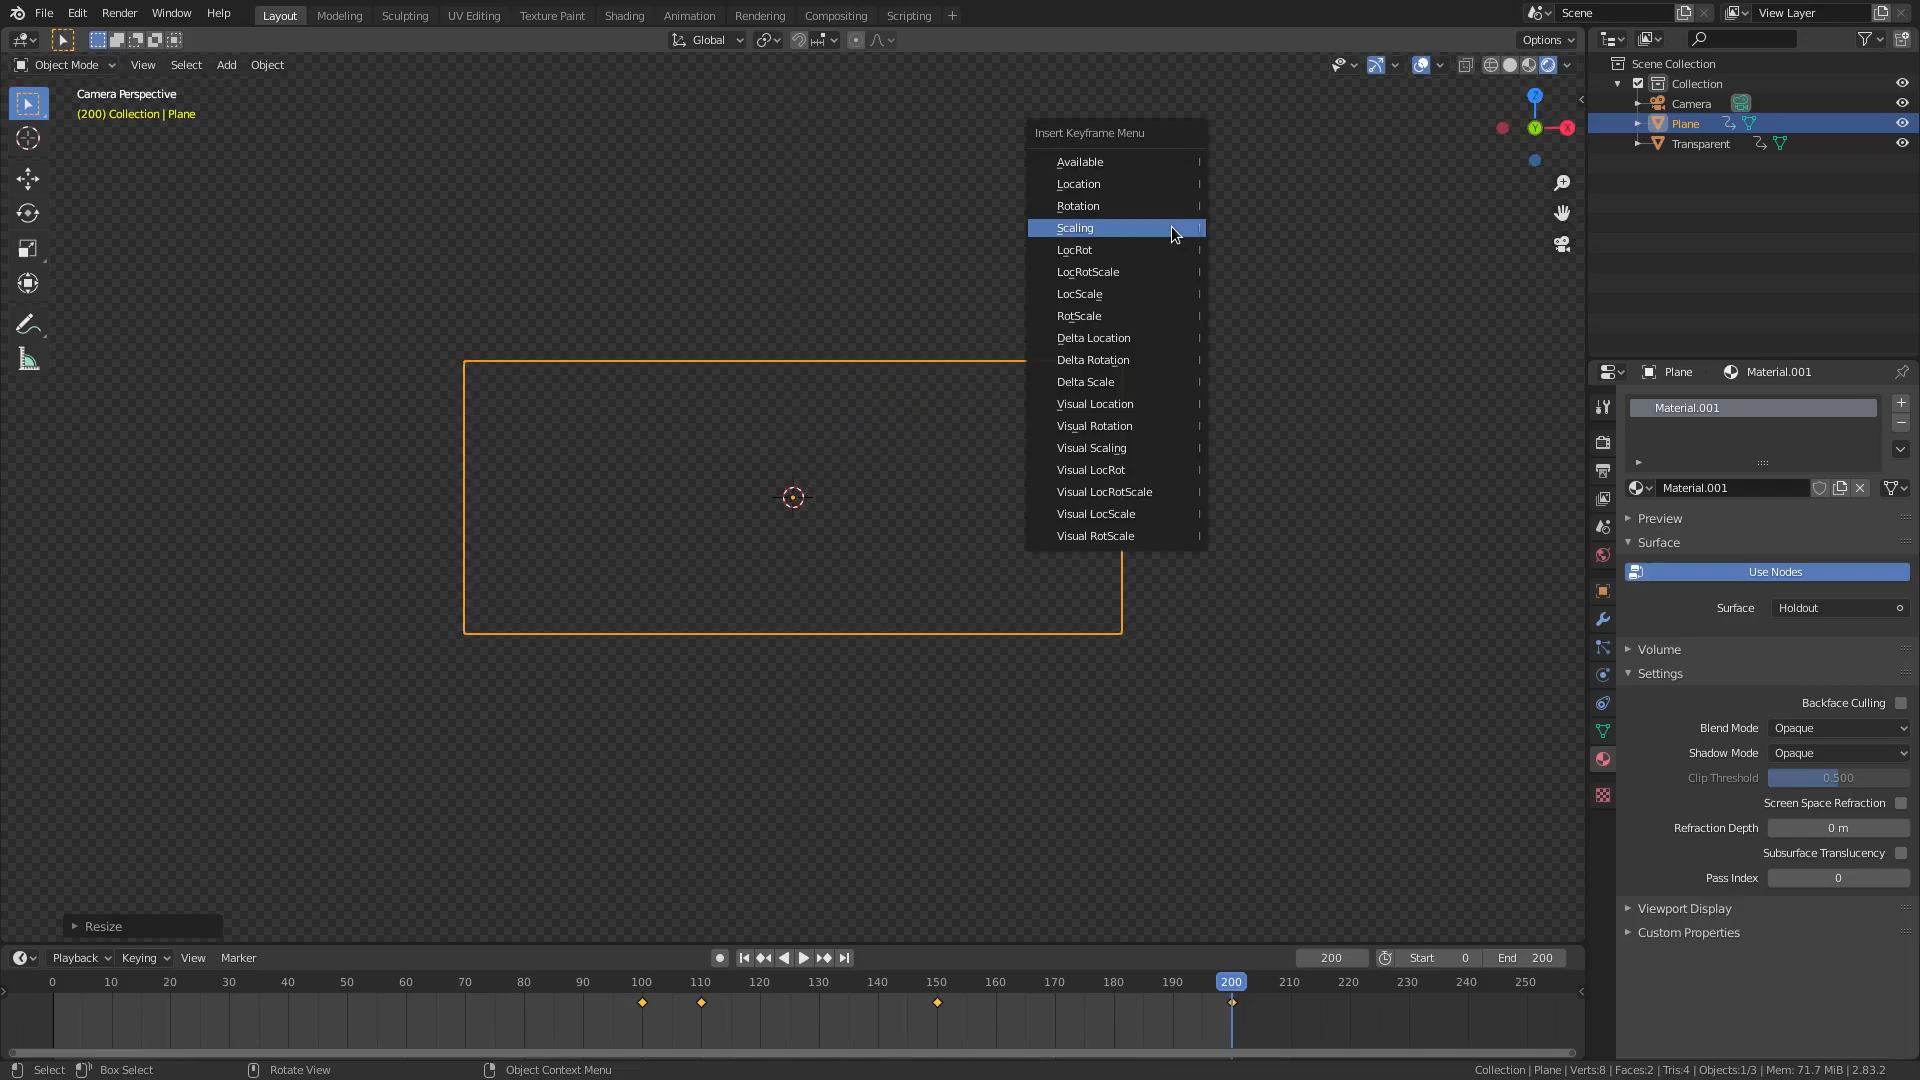 File Edit Render Window Help Layout Modeling Sculpting UV Editing Texture Paint Shading Animation Rendering Compositing Scripting + Scene View Layer
Global Options
Object Mode View Select Add Object
Camera Perspective
(200) Collection | Plane
Z
Y
X
Insert Keyframe Menu
Available I
Location I
Rotation I
Scaling I
LocRot I
LocRotScale I
LocScale I
RotScale I
Delta Location I
Delta Rotation I
Delta Scale I
Visual Location I
Visual Rotation I
Visual Scaling I
Visual LocRot I
Visual LocRotScale I
Visual LocScale I
Visual RotScale I
Resize
Scene Collection
Collection
Camera
Plane
Transparent
Plane Material.001
Material.001
Material.001
Preview
Surface
Use Nodes
Surface Holdout
Volume
Settings
Backface Culling
Blend Mode Opaque
Shadow Mode Opaque
Clip Threshold 0.500
Screen Space Refraction
Refraction Depth 0 m
Subsurface Translucency
Pass Index 0
Viewport Display
Custom Properties
Playback Keying View Marker 200 Start 0 End 200
0 10 20 30 40 50 60 70 80 90 100 110 120 130 140 150 160 170 180 190 200 210 220 230 240 250
Select Box Select Rotate View Object Context Menu Collection | Plane | Verts:8 | Faces:2 | Tris:4 | Objects:1/3 | Mem: 71.7 MiB | 2.83.2